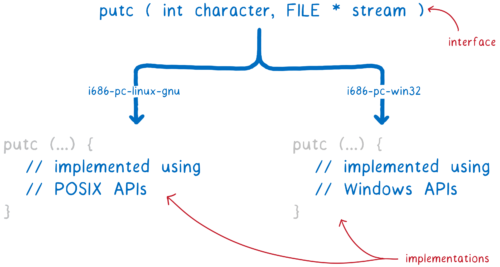 putc ( int character, FILE * stream )
interface
i686-pc-linux-gnu
i686-pc-win32
putc (...) {
// implemented using
// POSIX APIs
}
putc (...) {
// implemented using
// Windows APIs
}
implementations